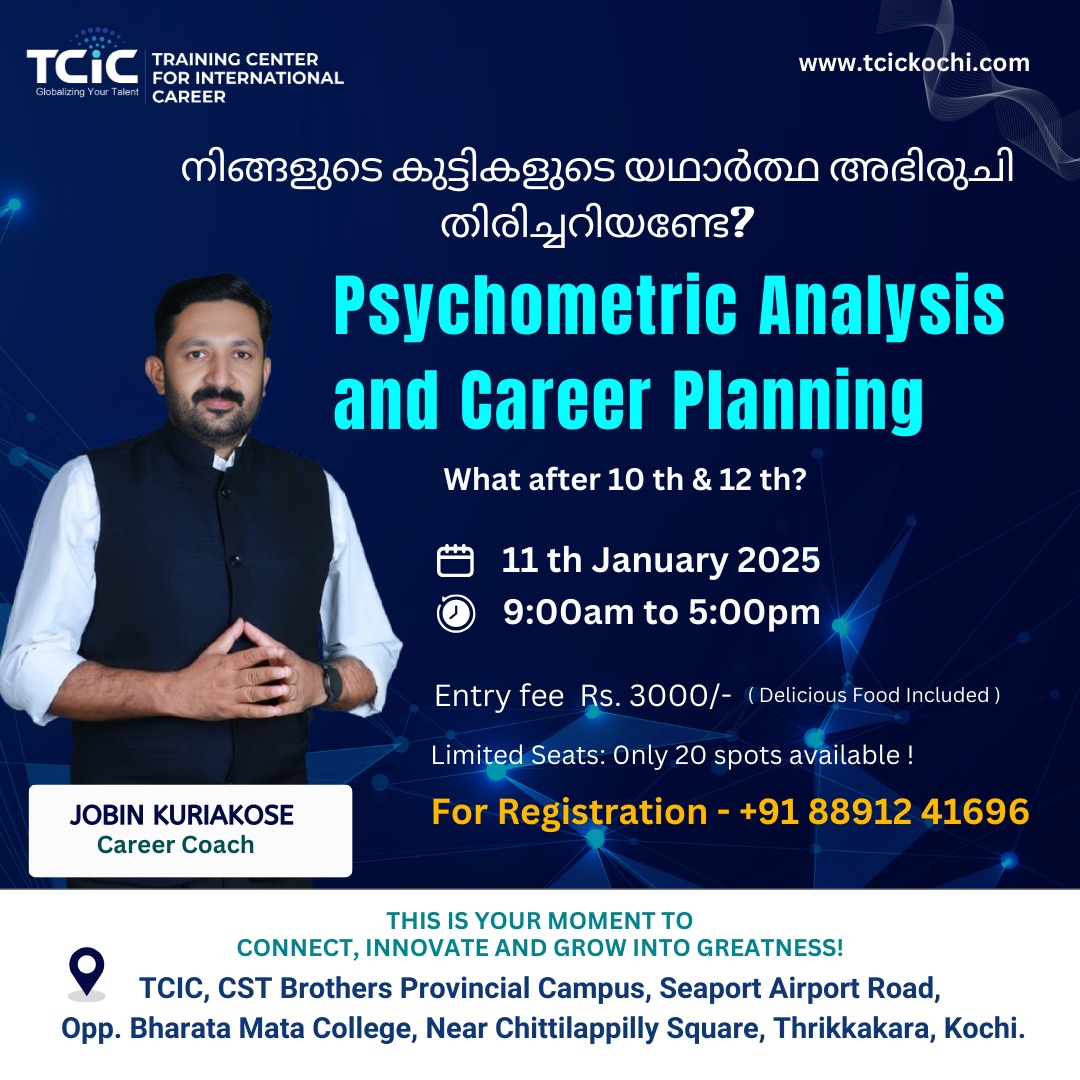 TCiC
Globalizing Your Talent
TRAINING CENTER
FOR INTERNATIONAL
CAREER
www.tcickochi.com
നിങ്ങളുടെ കുട്ടികളുടെ യഥാർത്ഥ അഭിരുചി
തിരിച്ചറിയണ്ടേ?
Psychometric Analysis
and Career Planning
What after 10 th & 12 th?
11 th January 2025
9:00am to 5:00pm
Entry fee Rs. 3000/- ( Delicious Food Included )
Limited Seats: 0nly 20 spots available !
For Registration - +91 88912 41696
JOBIN KURIAKOSE
Career Coach
THIS IS YOUR MOMENT TO
CONNECT, INNOVATE AND GROW INTO GREATNESS!
TCIC, CST Brothers Provincial Campus, Seaport Airport Road,
Opp. Bharata Mata College, Near Chittilappilly Square, Thrikkakara, Kochi.